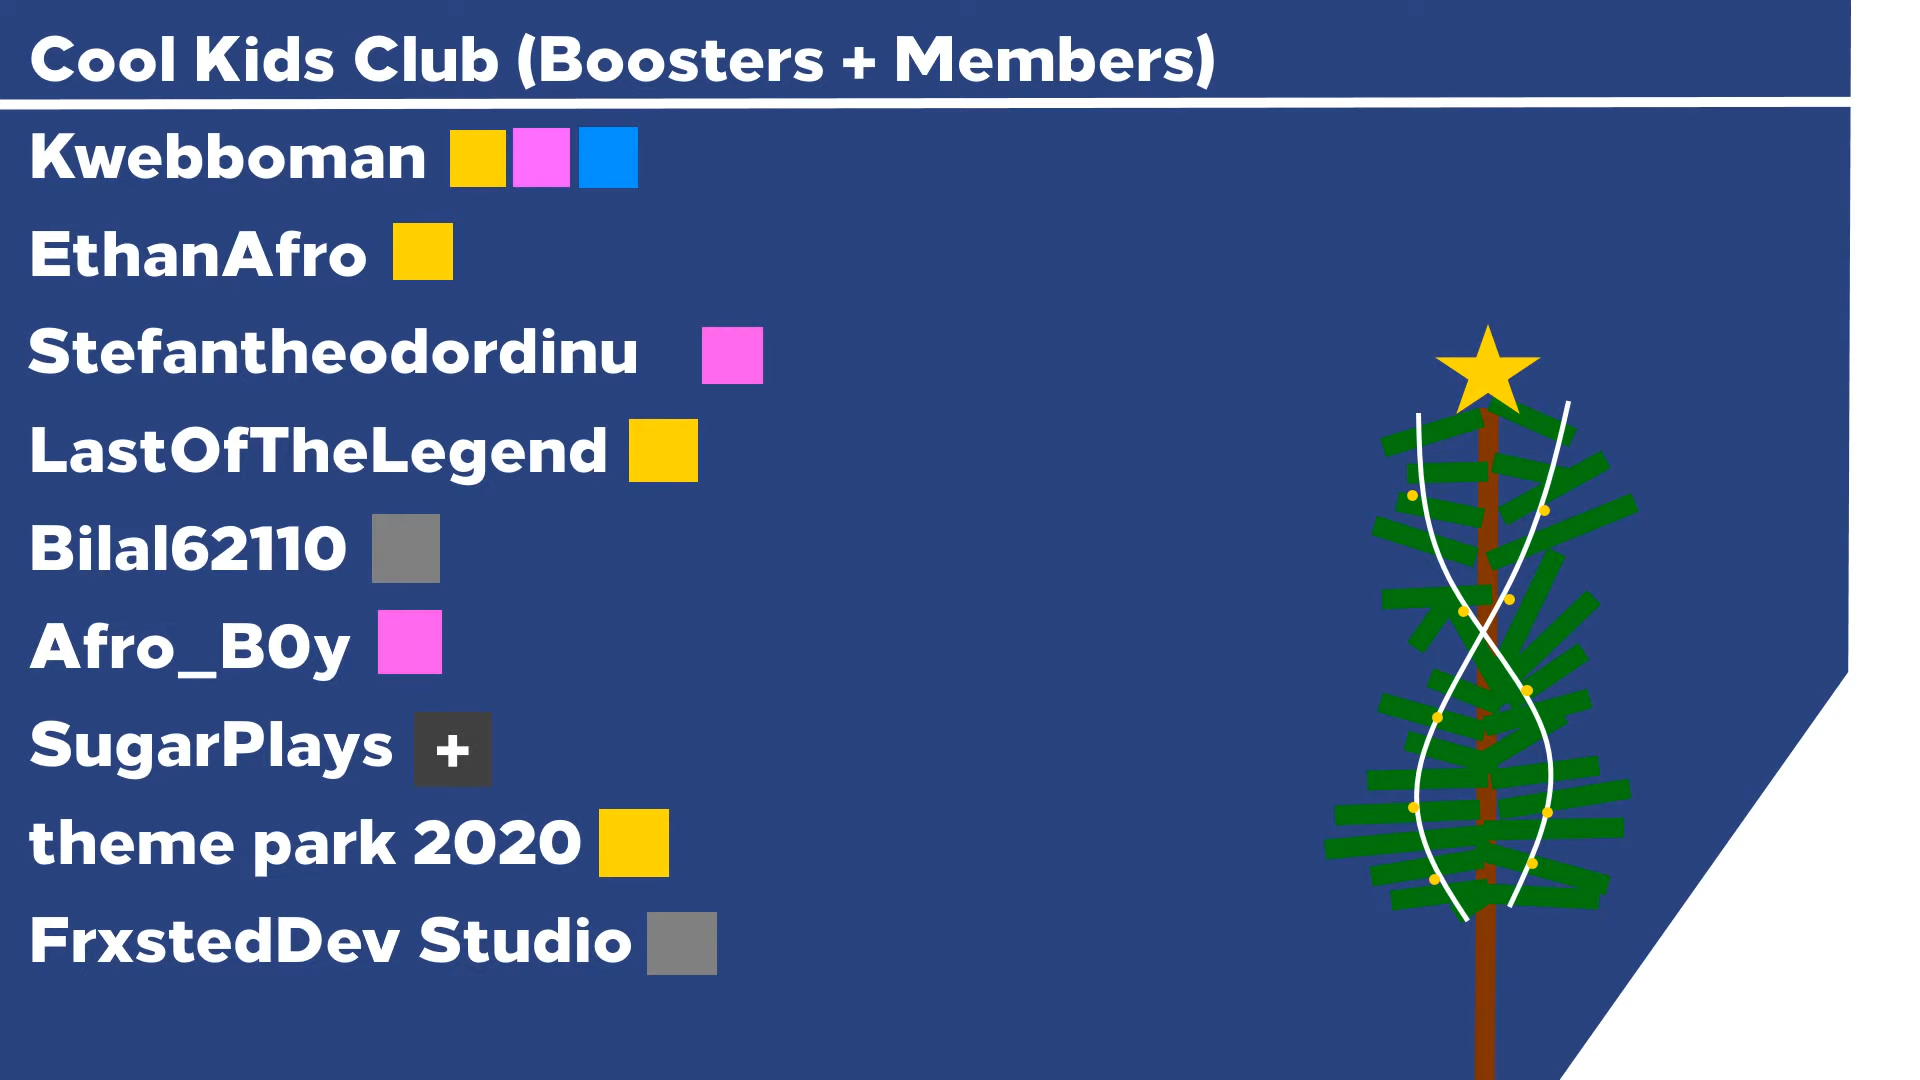 Cool Kids Club (Boosters + Members)
Kwebboman
EthanAfro
Stefantheodordinu
LastOfTheLegend
Bilal62110
Afro_B0y
SugarPlays +
theme park 2020
FrxstedDev Studio